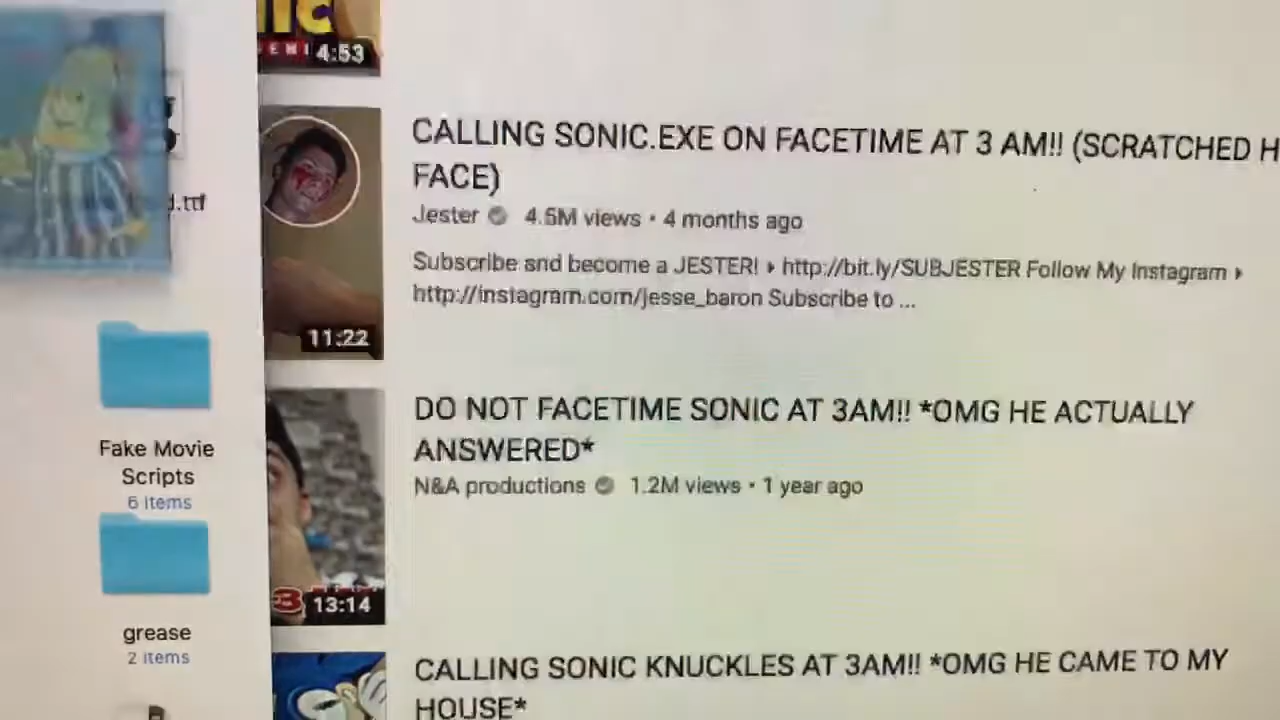 4:53
CALLING SONIC.EXE ON FACETIME AT 3 AM!! (SCRATCHED H
FACE)
Jester 4.5M views • 4 months ago
Subscribe snd become a JESTER! ▸ http://bit.ly/SUBJESTER Follow My Instagram ▸
http://instagram.com/jesse_baron Subscribe to ...
11:22
DO NOT FACETIME SONIC AT 3AM!! *OMG HE ACTUALLY
ANSWERED*
N&A productions 1.2M views • 1 year ago
3
13:14
CALLING SONIC KNUCKLES AT 3AM!! *OMG HE CAME TO MY
HOUSE*
d.ttf
Fake Movie
Scripts
6 items
grease
2 items